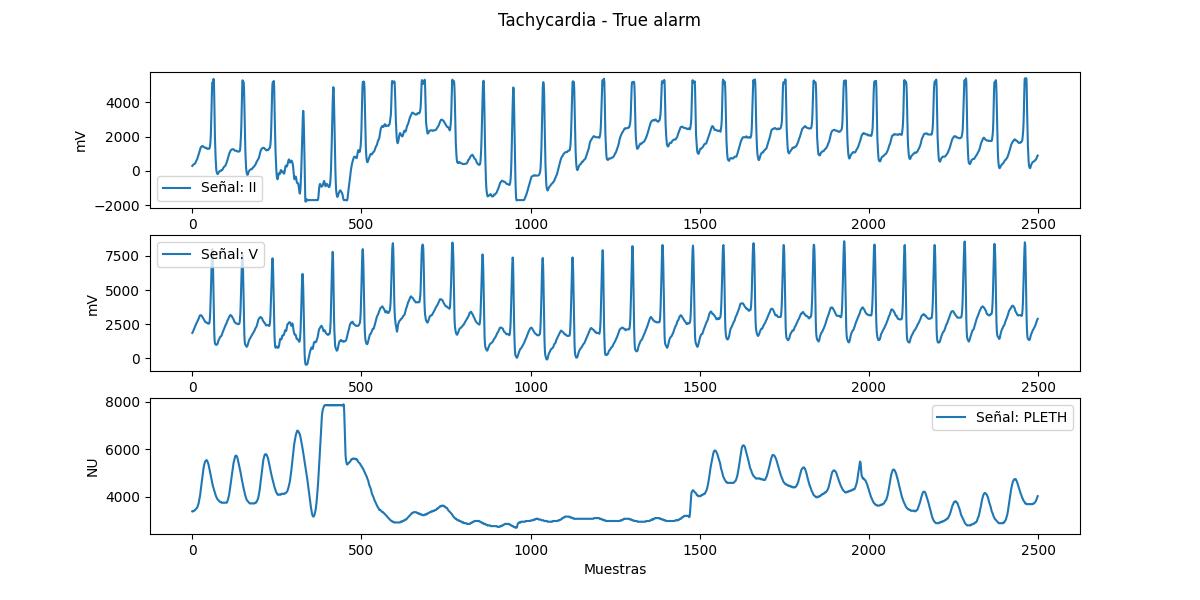 Tachycardia - True alarm
4000
2000
0
−2000
mV
Señal: II
0 500 1000 1500 2000 2500
7500
5000
2500
0
mV
Señal: V
0 500 1000 1500 2000 2500
8000
6000
4000
NU
Señal: PLETH
0 500 1000 1500 2000 2500
Muestras